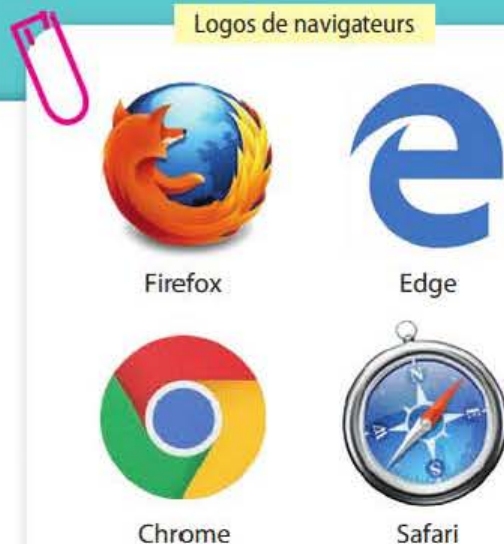 Logos de navigateurs
Firefox
Edge
Chrome
Safari
N
E
S
W